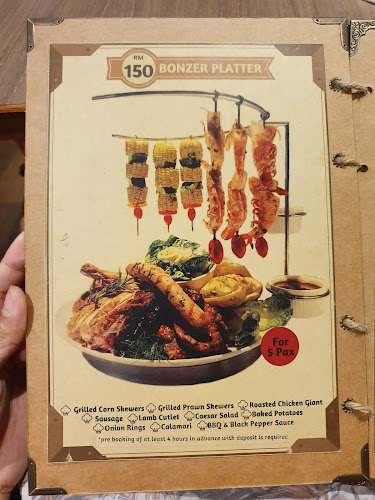 RM
150 BONZER PLATTER
For
5 Pax
Grilled Corn Skewers Grilled Prawn Skewers Roasted Chicken Giant
Sausage Lamb Cutlet Caesar Salad Baked Potatoes
Onion Rings Calamari BBQ & Black Pepper Sauce
*pre booking of at least 4 hours in advance with deposit is required